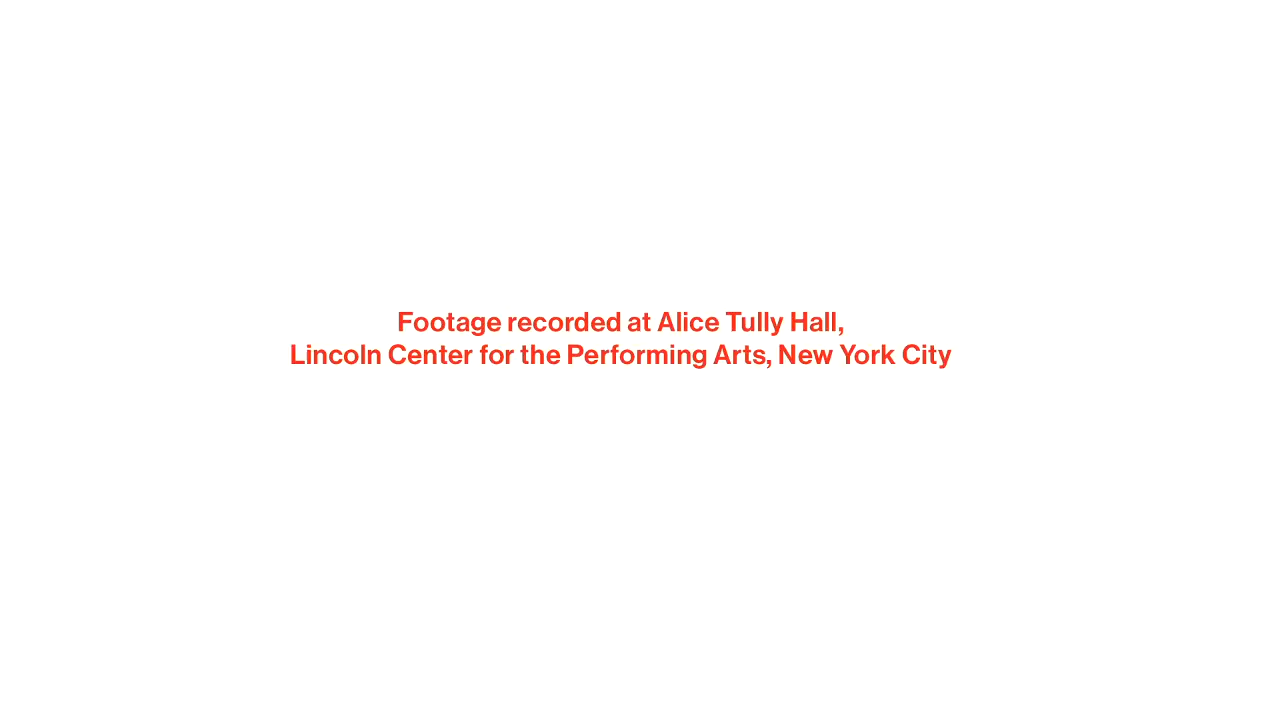 Footage recorded at Alice Tully Hall,
Lincoln Center for the Performing Arts, New York City